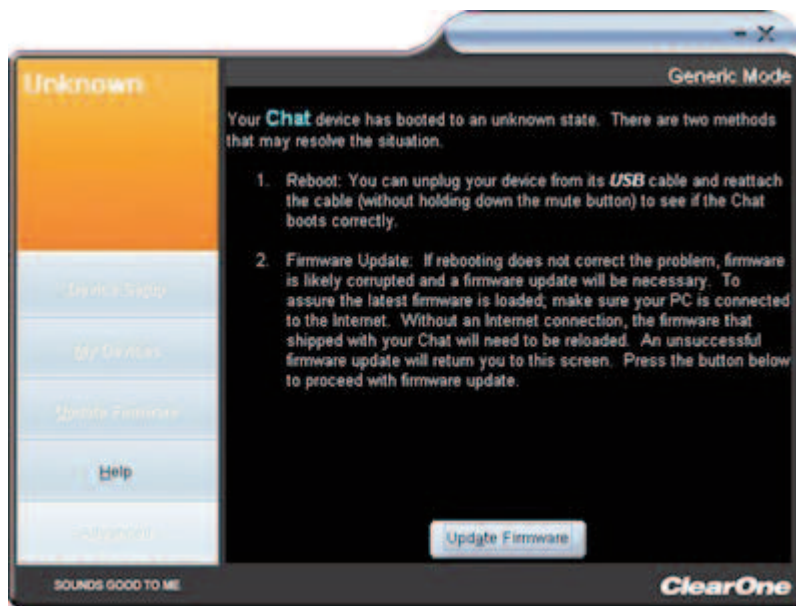 Unknown
Generic Mode
Your Chat device has booted to an unknown state. There are two methods
that may resolve the situation.
1. Reboot: You can unplug your device from its USB cable and reattach
the cable (without holding down the mute button) to see if the Chat
boots correctly.
2. Firmware Update: If rebooting does not correct the problem, firmware
is likely corrupted and a firmware update will be necessary. To
assure the latest firmware is loaded, make sure your PC is connected
to the Internet. Without an Internet connection, the firmware that
shipped with your Chat will need to be reloaded. An unsuccessful
firmware update will return you to this screen. Press the button below
to proceed with firmware update.
Device Setup
My Devices
Update Firmware
Help
Advanced
Update Firmware
SOUNDS GOOD TO ME.
ClearOne